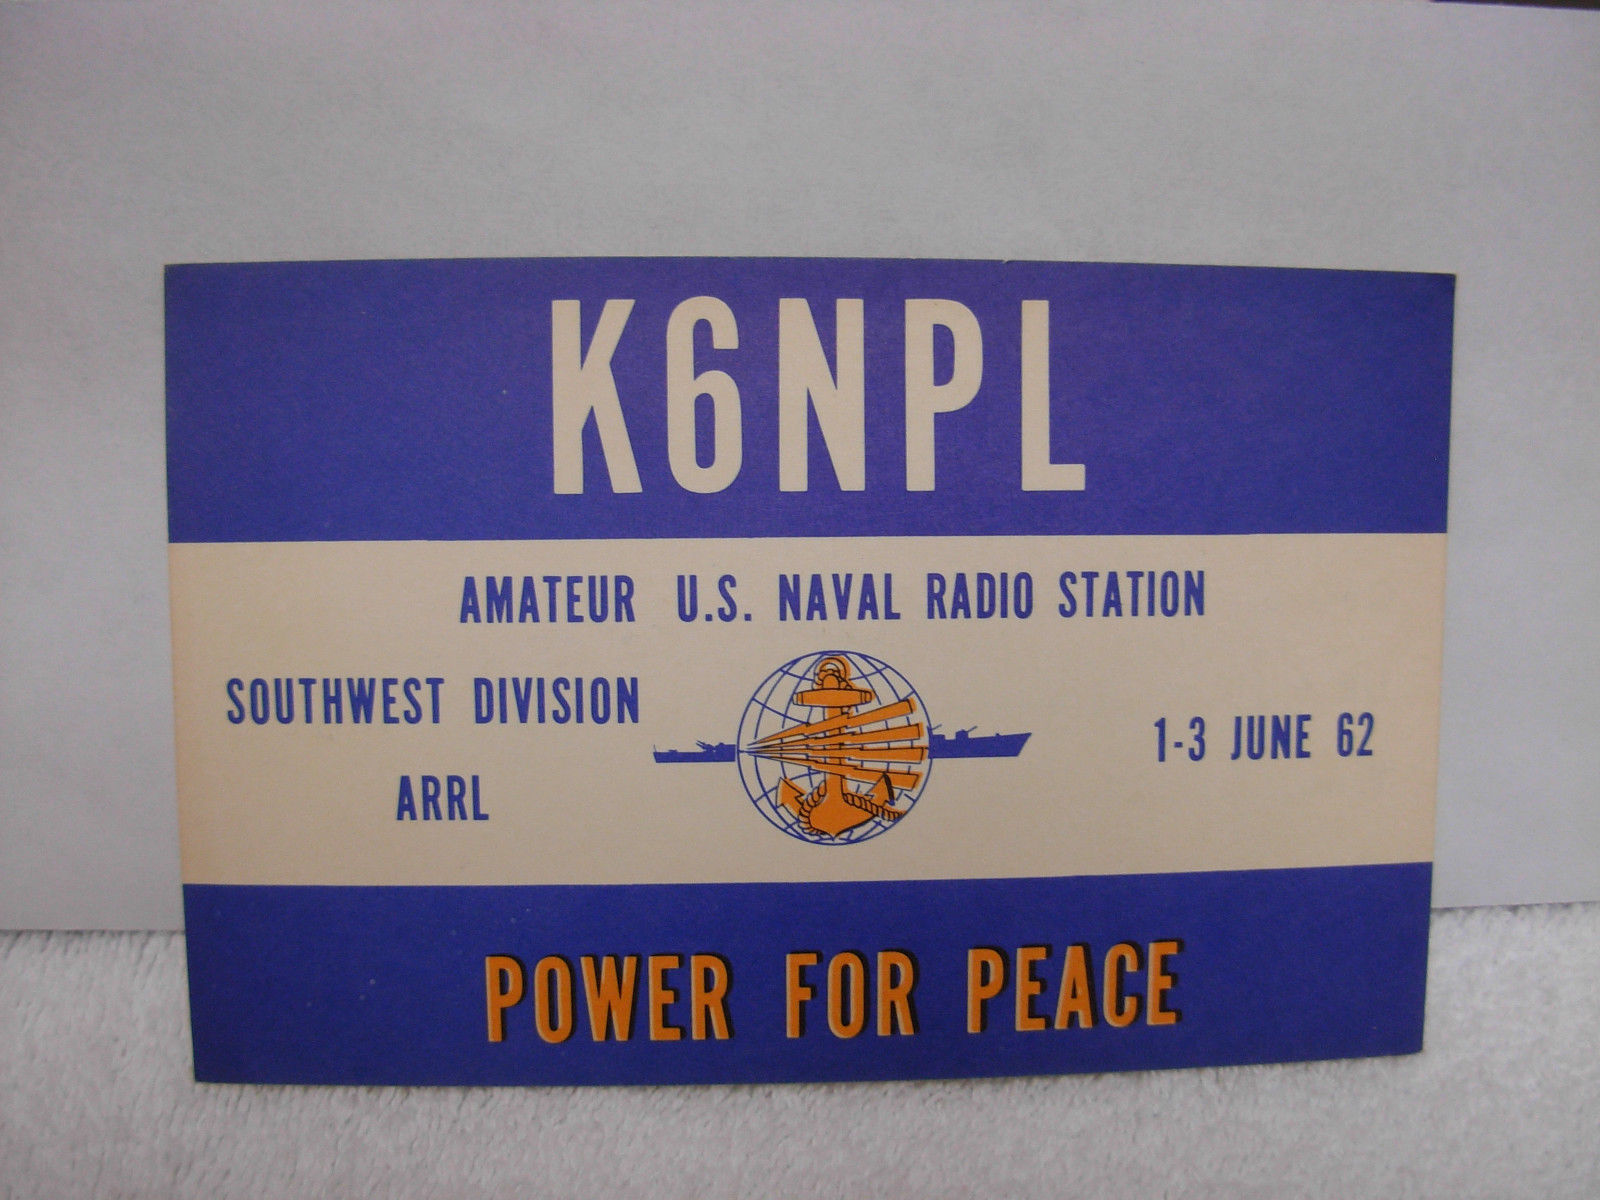 K6NPL
AMATEUR U.S. NAVAL RADIO STATION
SOUTHWEST DIVISION
ARRL
1-3 JUNE 62
POWER FOR PEACE